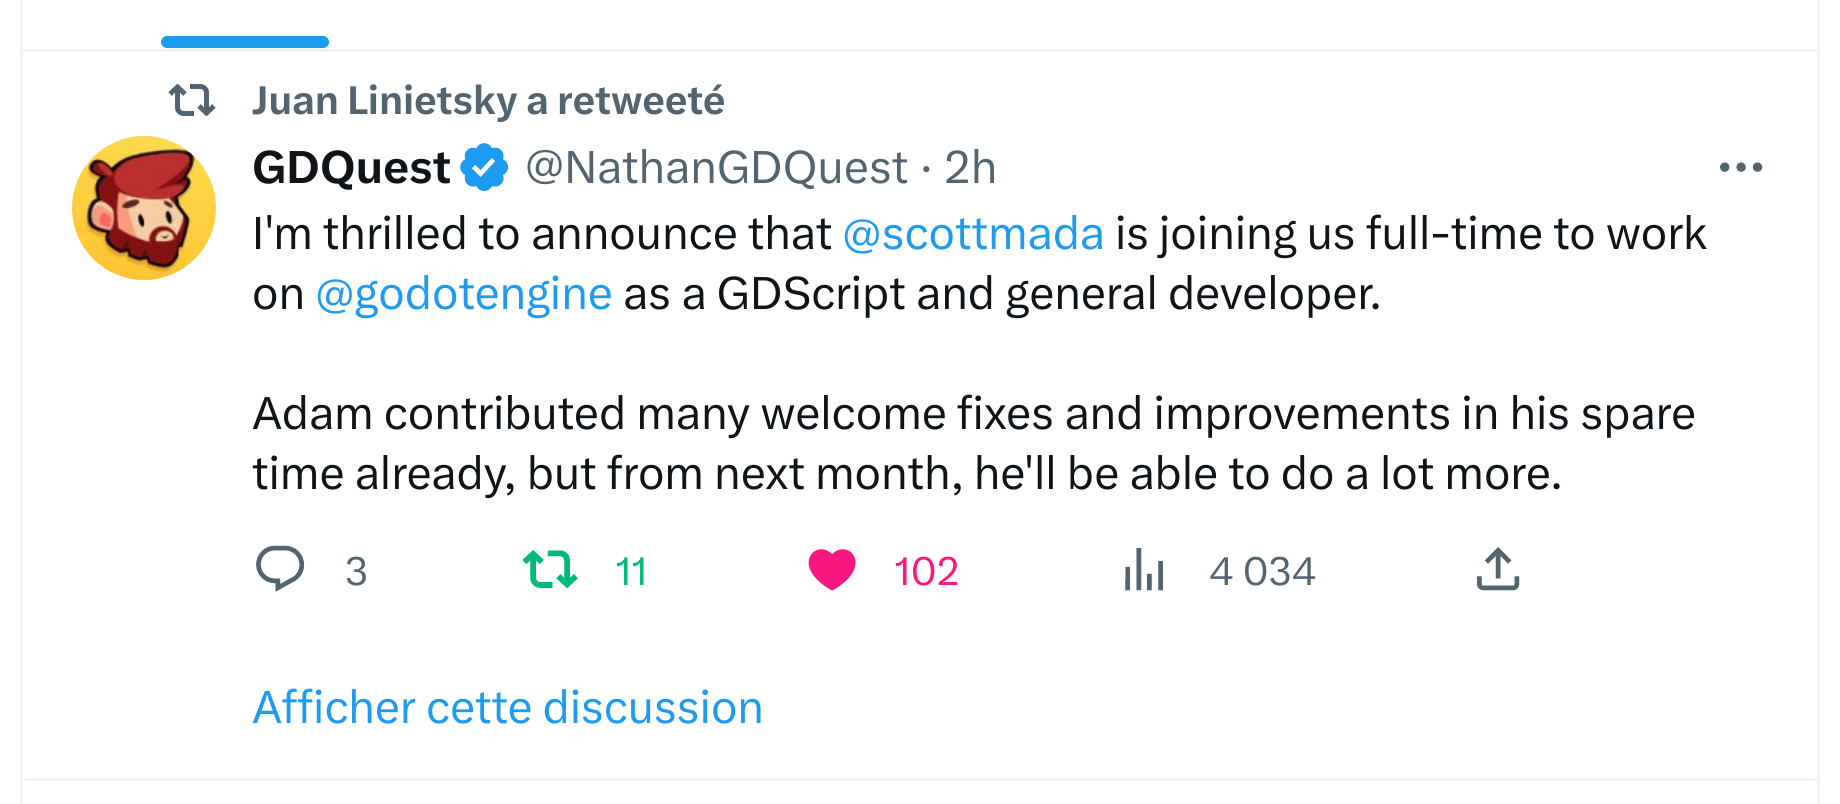 Juan Linietsky a retweeté
GDQuest @NathanGDQuest · 2h
I'm thrilled to announce that @scottmada is joining us full-time to work
on @godotengine as a GDScript and general developer.
Adam contributed many welcome fixes and improvements in his spare
time already, but from next month, he'll be able to do a lot more.
3 11 102 4 034
Afficher cette discussion